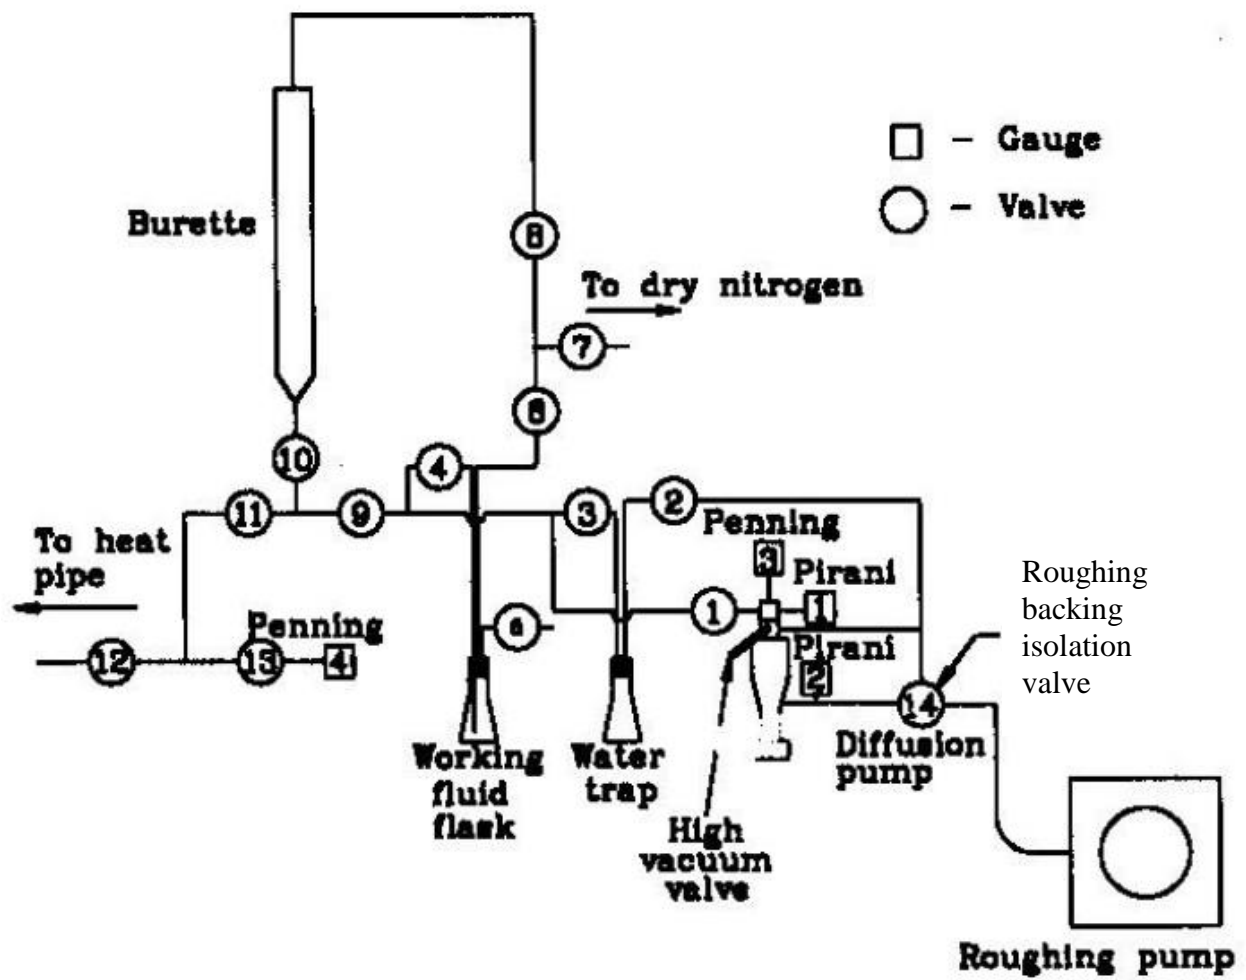 Burette
8
To dry nitrogen
7
□ – Gauge
○ – Valve
10
4
11
9
3
2
To heat
pipe
Penning
3
Pirani
1
1
Roughing
backing
isolation
valve
12
13
Penning
4
Pirani
2
14
Working
fluid
flask
Water
trap
High
vacuum
valve
Diffusion
pump
Roughing pump